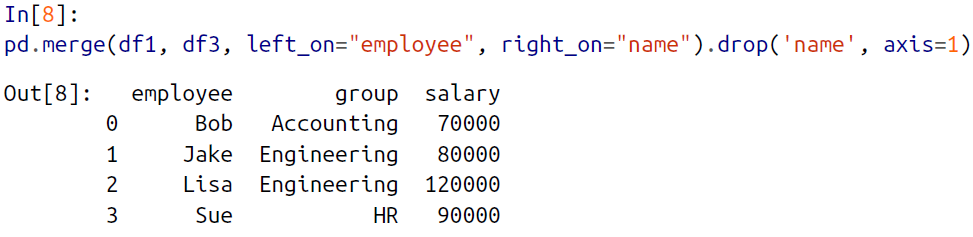 In[8]:
pd.merge(df1, df3, left_on="employee", right_on="name").drop('name', axis=1)
Out[8]: employee group salary
0 Bob Accounting 70000
1 Jake Engineering 80000
2 Lisa Engineering 120000
3 Sue HR 90000